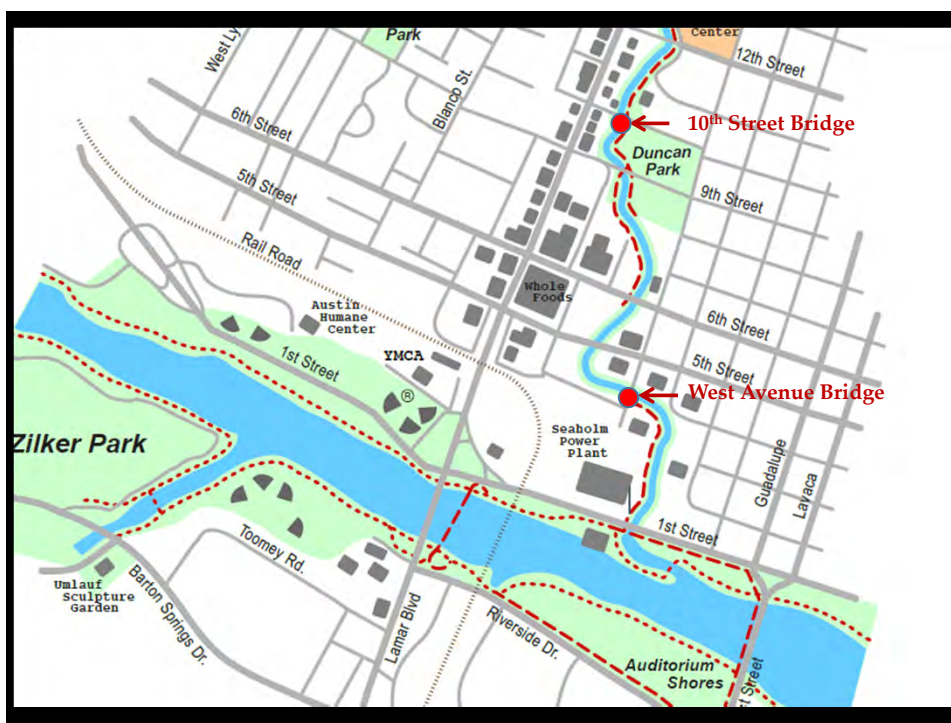 Park
Center
West Ly
12th Street
Blanco St.
10th Street Bridge
6th Street
Duncan
Park
5th Street
9th Street
Rail Road
Whole
Foods
Austin
Humane
Center
6th Street
1st Street
YMCA
5th Street
®
West Avenue Bridge
Zilker Park
Seaholm
Power
Plant
Guadalupe
Lavaca
1st Street
Toomey Rd.
Umlauf
Sculpture
Garden
Barton Springs Dr.
Lamar Blvd
Riverside Dr.
Auditorium
Shores
st Street